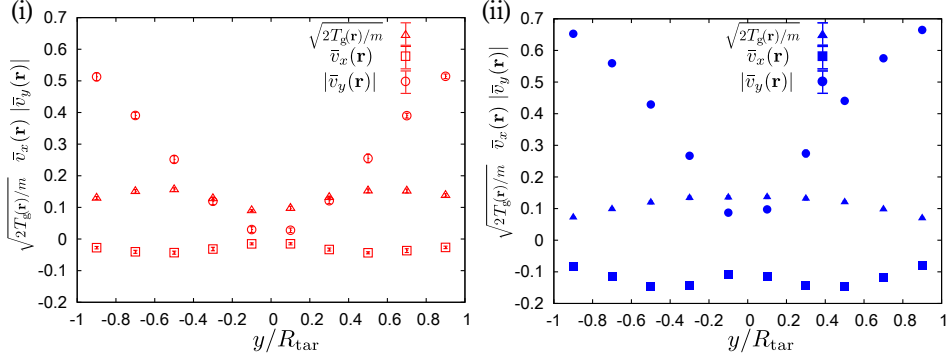 (i)
√2T_g(r)/m
v̄_x(r)
|v̄_y(r)|
√2T_g(r)/m v̄_x(r) |v̄_y(r)|
0.7
0.6
0.5
0.4
0.3
0.2
0.1
0
-0.1
-0.2
-1 -0.8 -0.6 -0.4 -0.2 0 0.2 0.4 0.6 0.8 1
y/R_tar
(ii)
√2T_g(r)/m
v̄_x(r)
|v̄_y(r)|
√2T_g(r)/m v̄_x(r) |v̄_y(r)|
0.7
0.6
0.5
0.4
0.3
0.2
0.1
0
-0.1
-0.2
-1 -0.8 -0.6 -0.4 -0.2 0 0.2 0.4 0.6 0.8 1
y/R_tar